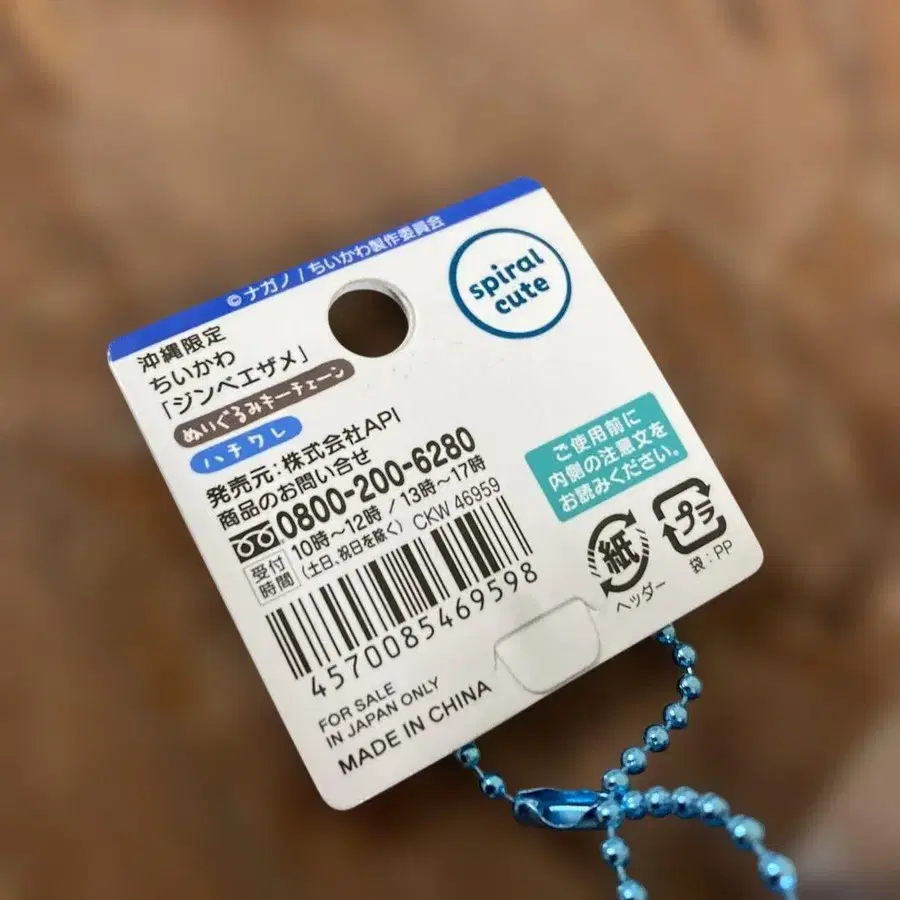 ©ナガノ / ちいかわ製作委員会
spiral
cute
沖縄限定
ちいかわ
「ジンベエザメ」
ぬいぐるみキーチェーン
ハチワレ
発売元：株式会社API
商品のお問い合せ
0800-200-6280
受付
時間
10時～12時 / 13時～17時
(土日、祝日を除く) CKW 46959
4570085469598
FOR SALE
IN JAPAN ONLY
MADE IN CHINA
ご使用前に
内側の注意文を
お読みください。
紙
ヘッダー
プラ
袋：PP